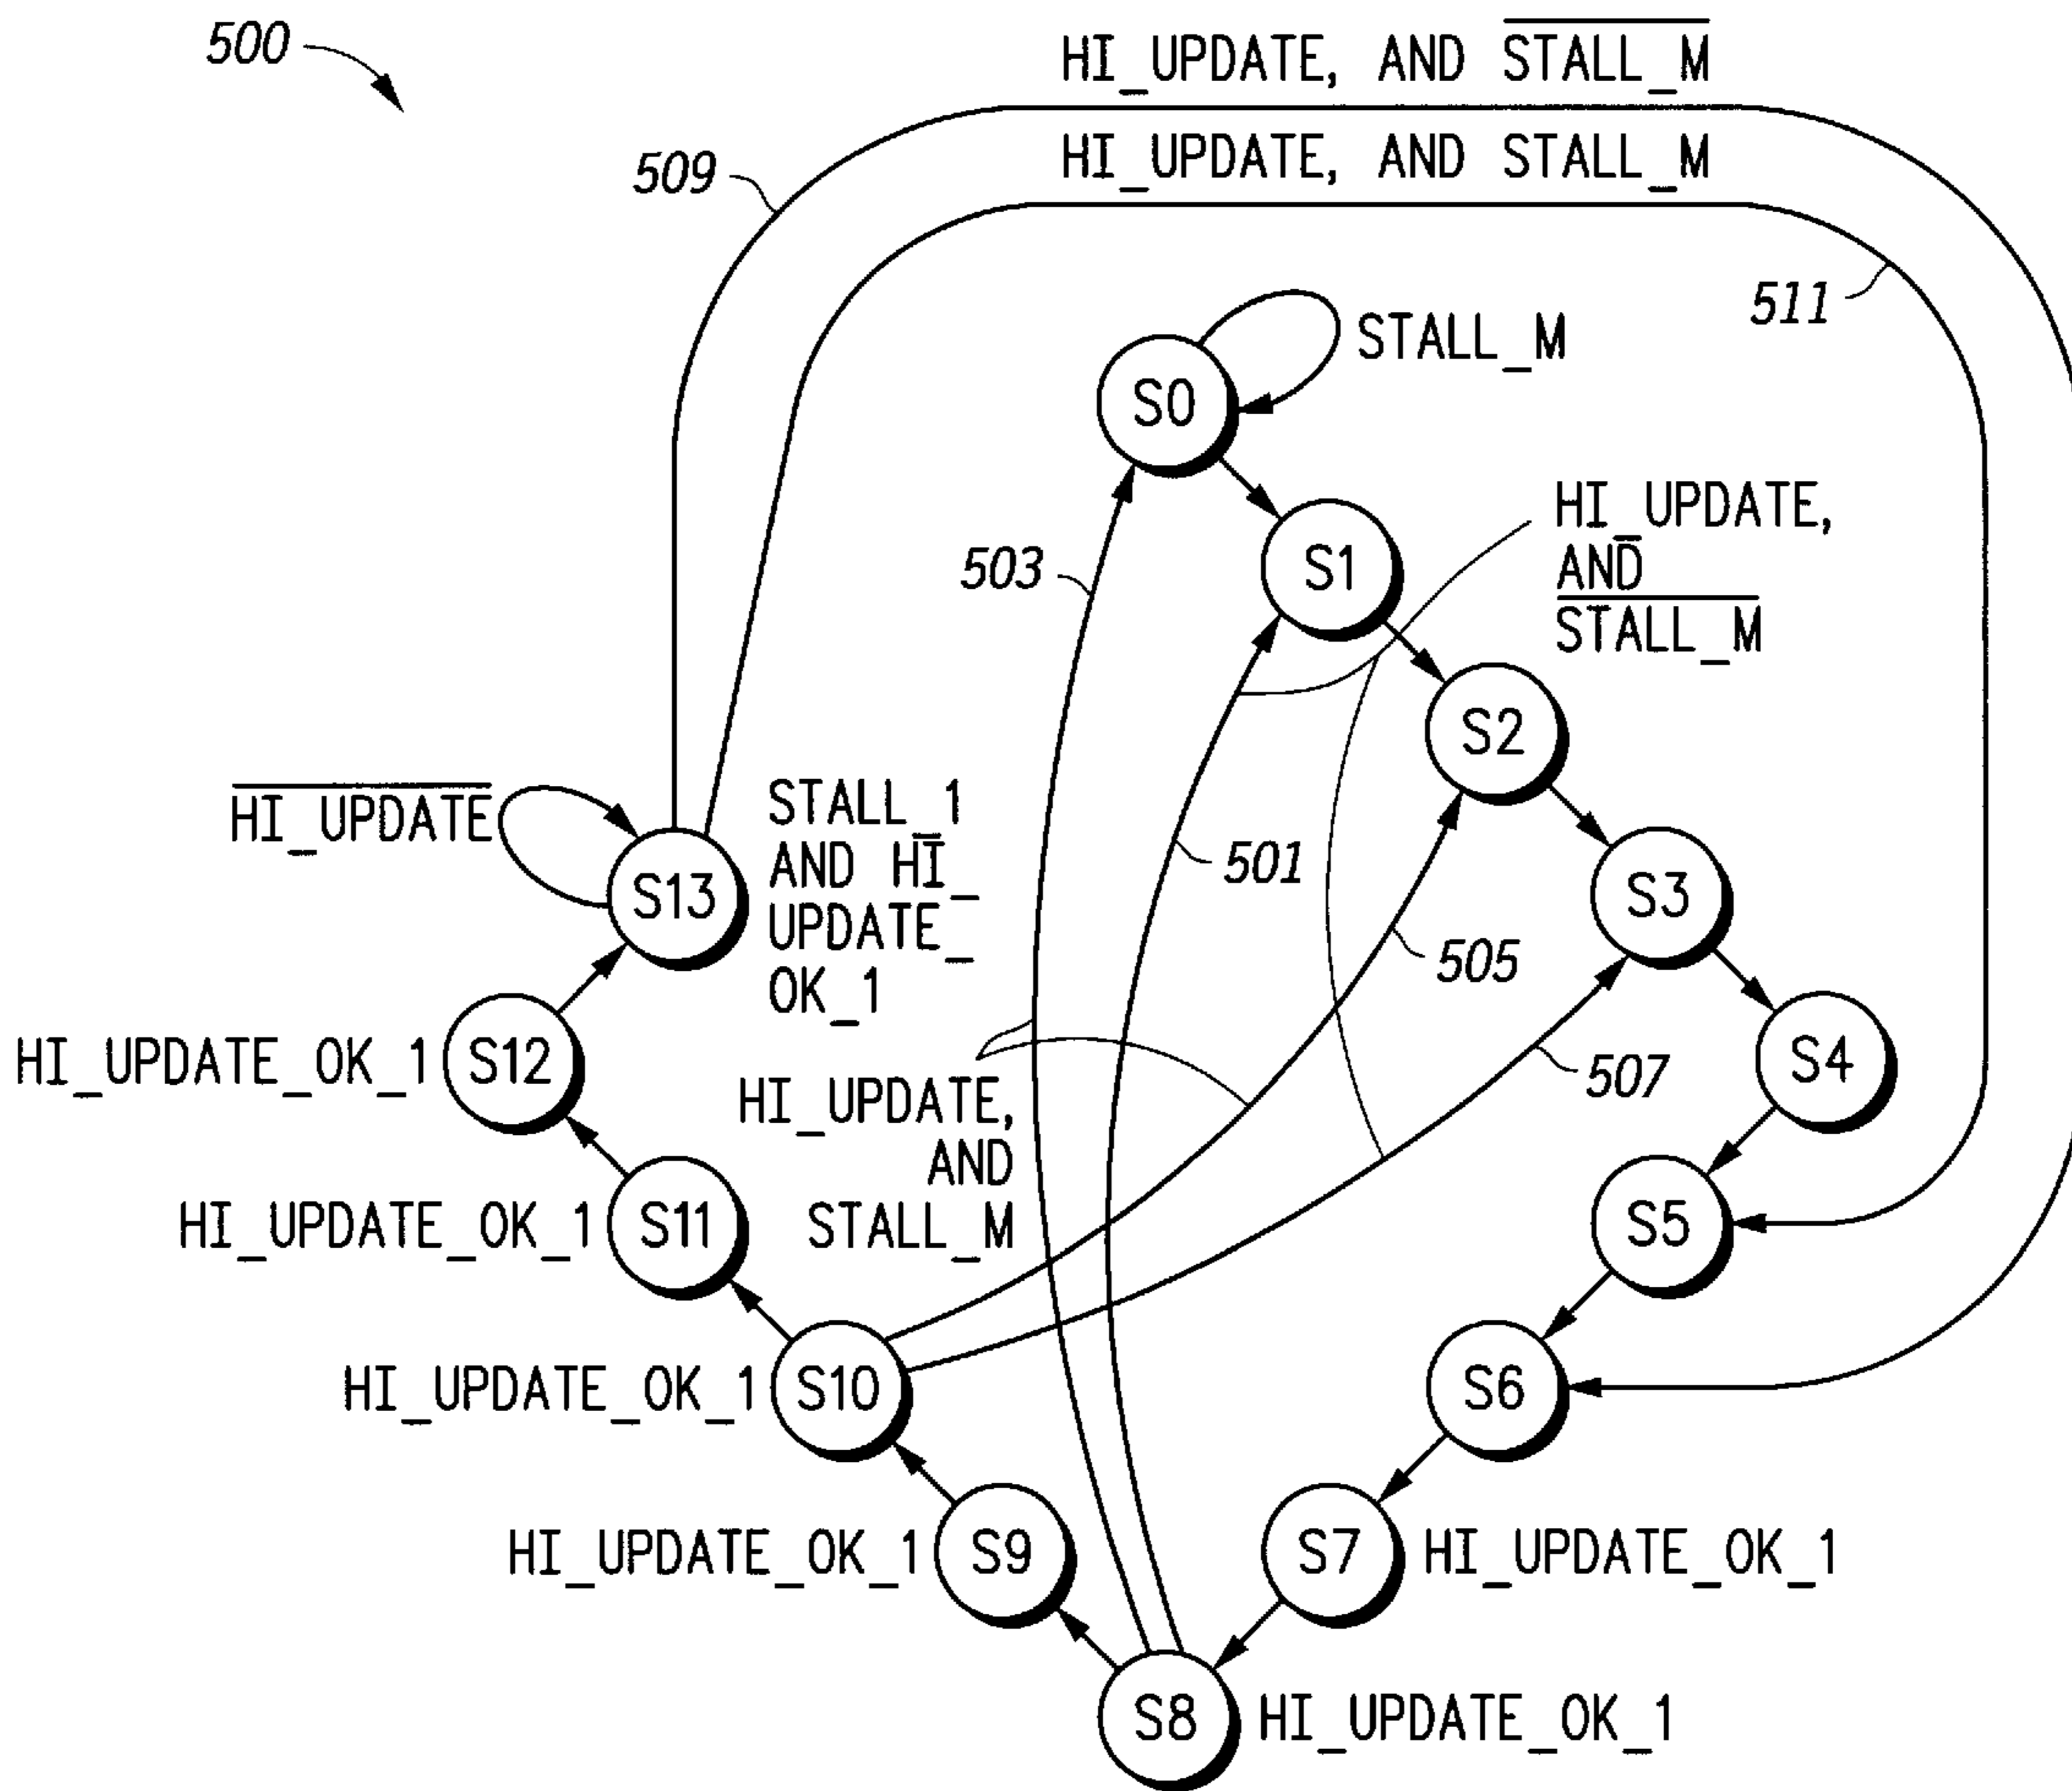 500
HI_UPDATE, AND STALL_M
509
HI_UPDATE, AND STALL_M
511
STALL_M
S0
HI_UPDATE,
AND
STALL_M
503
S1
S2
HI_UPDATE
STALL_1
AND HI_
UPDATE_
OK_1
501
S13
S3
505
HI_UPDATE_OK_1
S12
S4
507
HI_UPDATE,
AND
STALL_M
HI_UPDATE_OK_1
S11
S5
HI_UPDATE_OK_1
S10
S6
HI_UPDATE_OK_1
S9
S7
HI_UPDATE_OK_1
S8
HI_UPDATE_OK_1